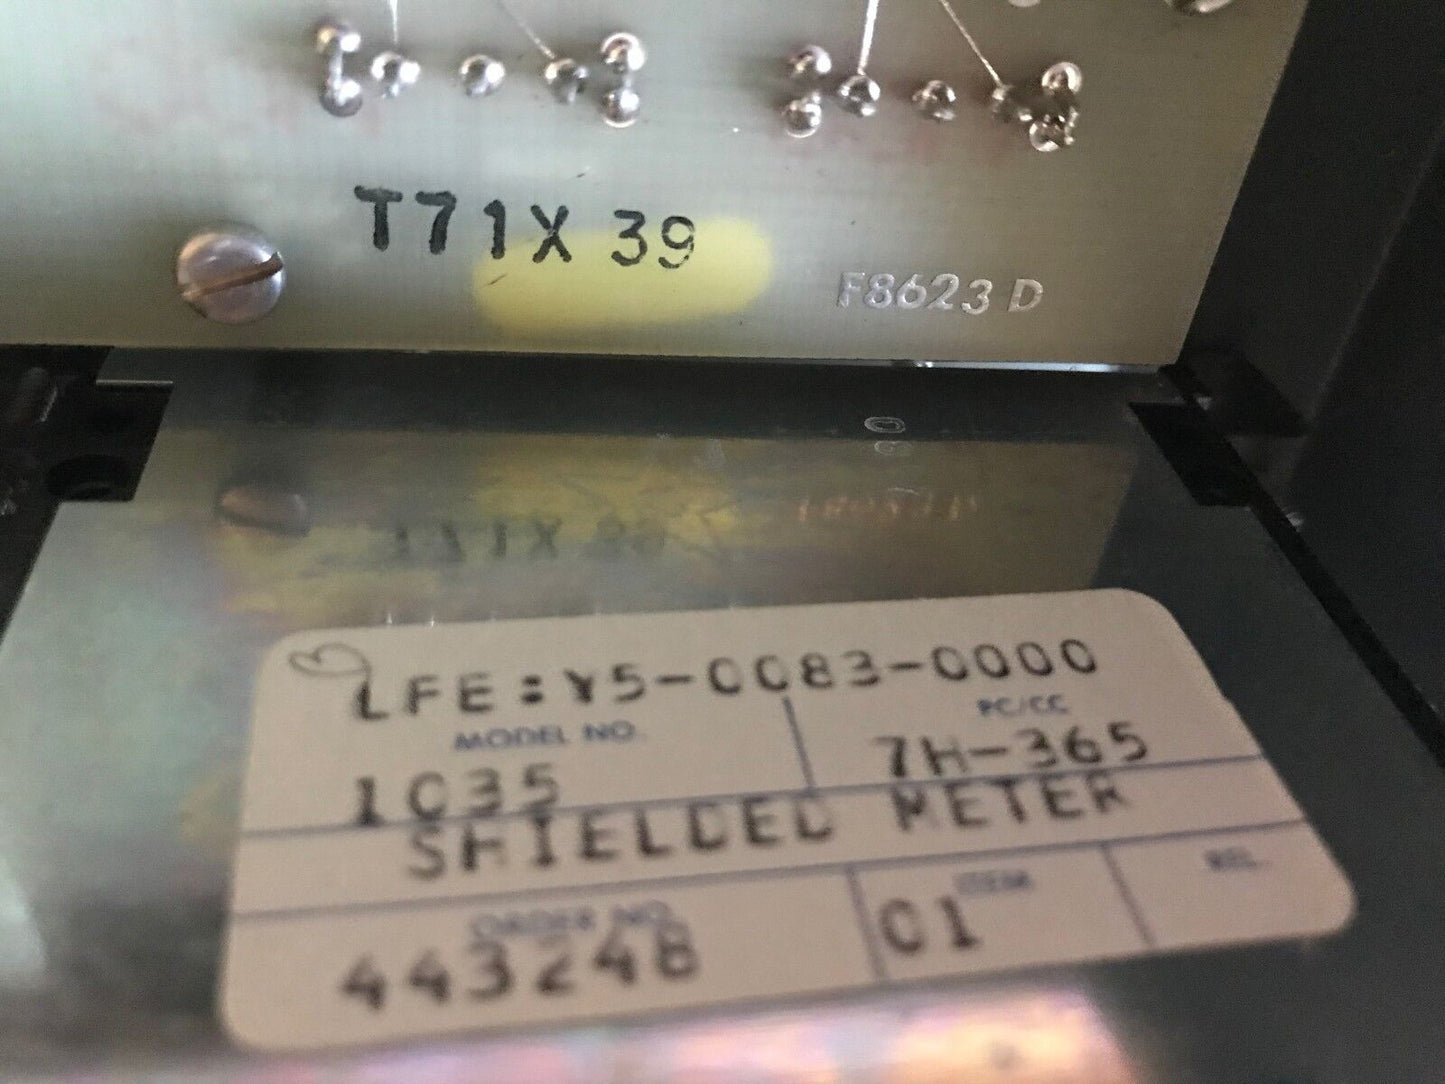 T71X 39
F8623 D
LFE:Y5-0083-0000
MODEL NO.
PC/CC
1035
7H-365
SHIELDED METER
ORDER NO.
ITEM
REL.
443248
01